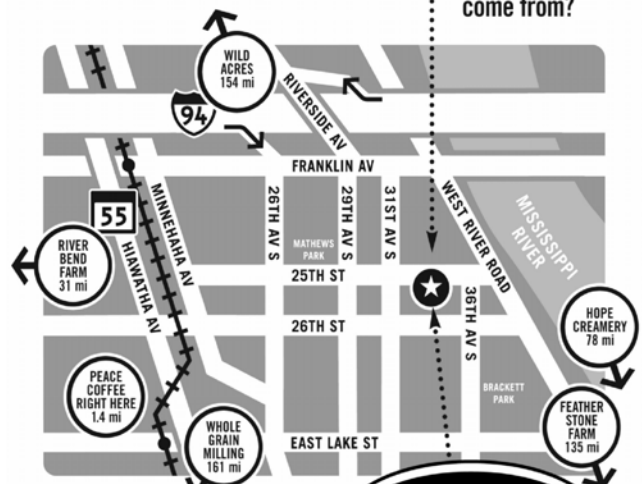 come from?
WILD
ACRES
154 mi
94
RIVERSIDE AV
FRANKLIN AV
55
MINNEHAHA AV
HIAWATHA AV
26TH AV S
29TH AV S
31ST AV S
WEST RIVER ROAD
MISSISSIPPI
RIVER
MATHEWS
PARK
RIVER
BEND
FARM
31 mi
25TH ST
36TH AV S
26TH ST
HOPE
CREAMERY
78 mi
PEACE
COFFEE
RIGHT HERE
1.4 mi
BRACKETT
PARK
FEATHER
STONE
FARM
135 mi
WHOLE
GRAIN
MILLING
161 mi
EAST LAKE ST